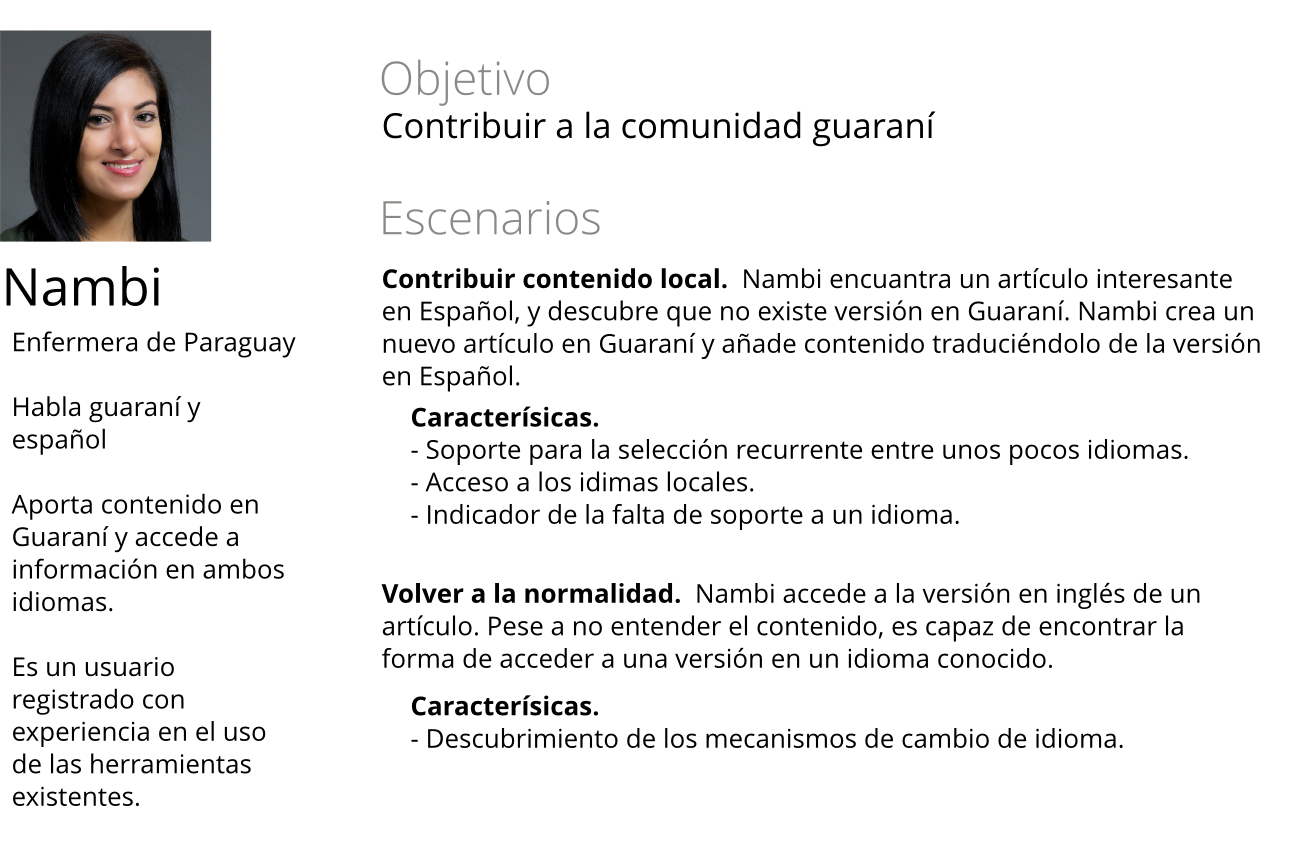 Nambi
Enfermera de Paraguay
Habla guaraní y
español
Aporta contenido en
Guaraní y accede a
información en ambos
idiomas.
Es un usuario
registrado con
experiencia en el uso
de las herramientas
existentes.
Objetivo
Contribuir a la comunidad guaraní
Escenarios
Contribuir contenido local.  Nambi encuantra un artículo interesante
en Español, y descubre que no existe versión en Guaraní. Nambi crea un
nuevo artículo en Guaraní y añade contenido traduciéndolo de la versión
en Español.
Caracterísicas.
- Soporte para la selección recurrente entre unos pocos idiomas.
- Acceso a los idimas locales.
- Indicador de la falta de soporte a un idioma.
Volver a la normalidad.  Nambi accede a la versión en inglés de un
artículo. Pese a no entender el contenido, es capaz de encontrar la
forma de acceder a una versión en un idioma conocido.
Caracterísicas.
- Descubrimiento de los mecanismos de cambio de idioma.